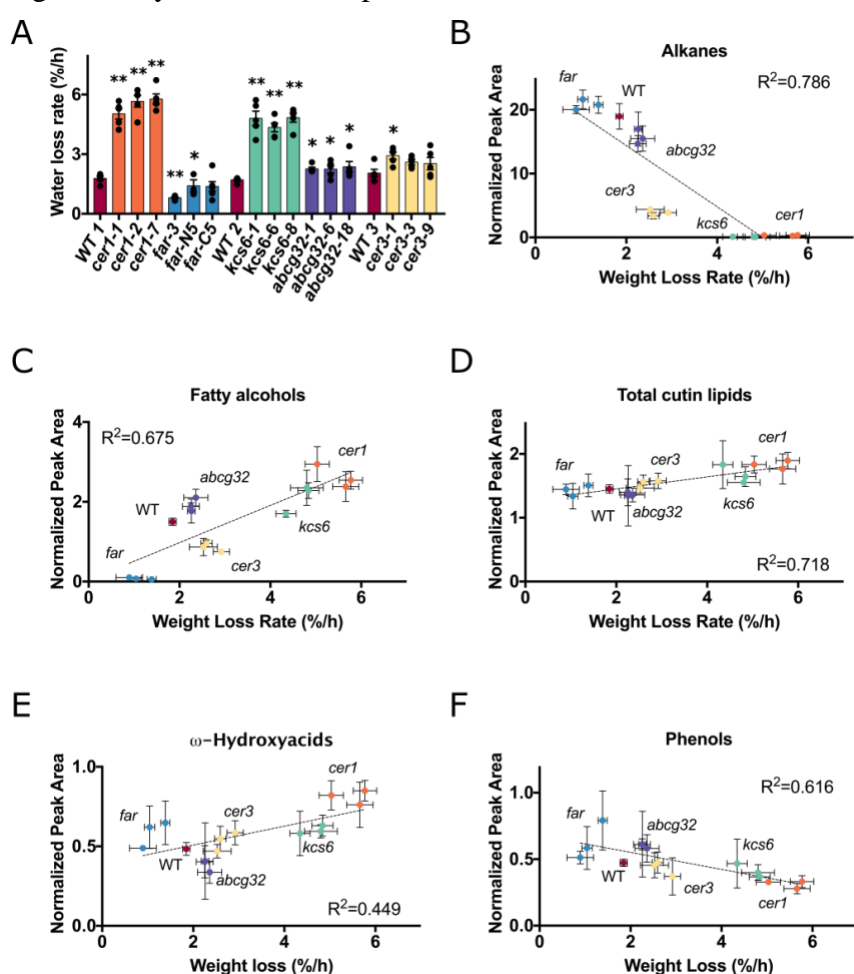 A
Water loss rate (%/h)
6
3
0
** ** ** ** * ** ** ** * * * *
WT 1 cer1-1 cer1-2 cer1-7 far-3 far-N5 far-C5 WT 2 kcs6-1 kcs6-6 kcs6-8 abcg32-1 abcg32-6 abcg32-18 WT 3 cer3-1 cer3-3 cer3-9
B
Alkanes
R²=0.786
Normalized Peak Area
20
10
0
far
WT
abcg32
cer3
kcs6
cer1
0 2 4 6
Weight Loss Rate (%/h)
C
Fatty alcohols
R²=0.675
Normalized Peak Area
4
2
0
cer1
abcg32
WT
kcs6
far
cer3
0 2 4 6
Weight Loss Rate (%/h)
D
Total cutin lipids
Normalized Peak Area
2
1
0
far
cer3
cer1
WT
abcg32
kcs6
R²=0.718
0 2 4 6
Weight Loss Rate (%/h)
E
ω-Hydroxyacids
Normalized Peak Area
1.0
0.5
0.0
cer1
far
cer3
WT
kcs6
abcg32
R²=0.449
0 2 4 6
Weight loss (%/h)
F
Phenols
R²=0.616
Normalized Peak Area
1.0
0.5
0.0
far
abcg32
WT
kcs6
cer3
cer1
0 2 4 6
Weight Loss (%/h)